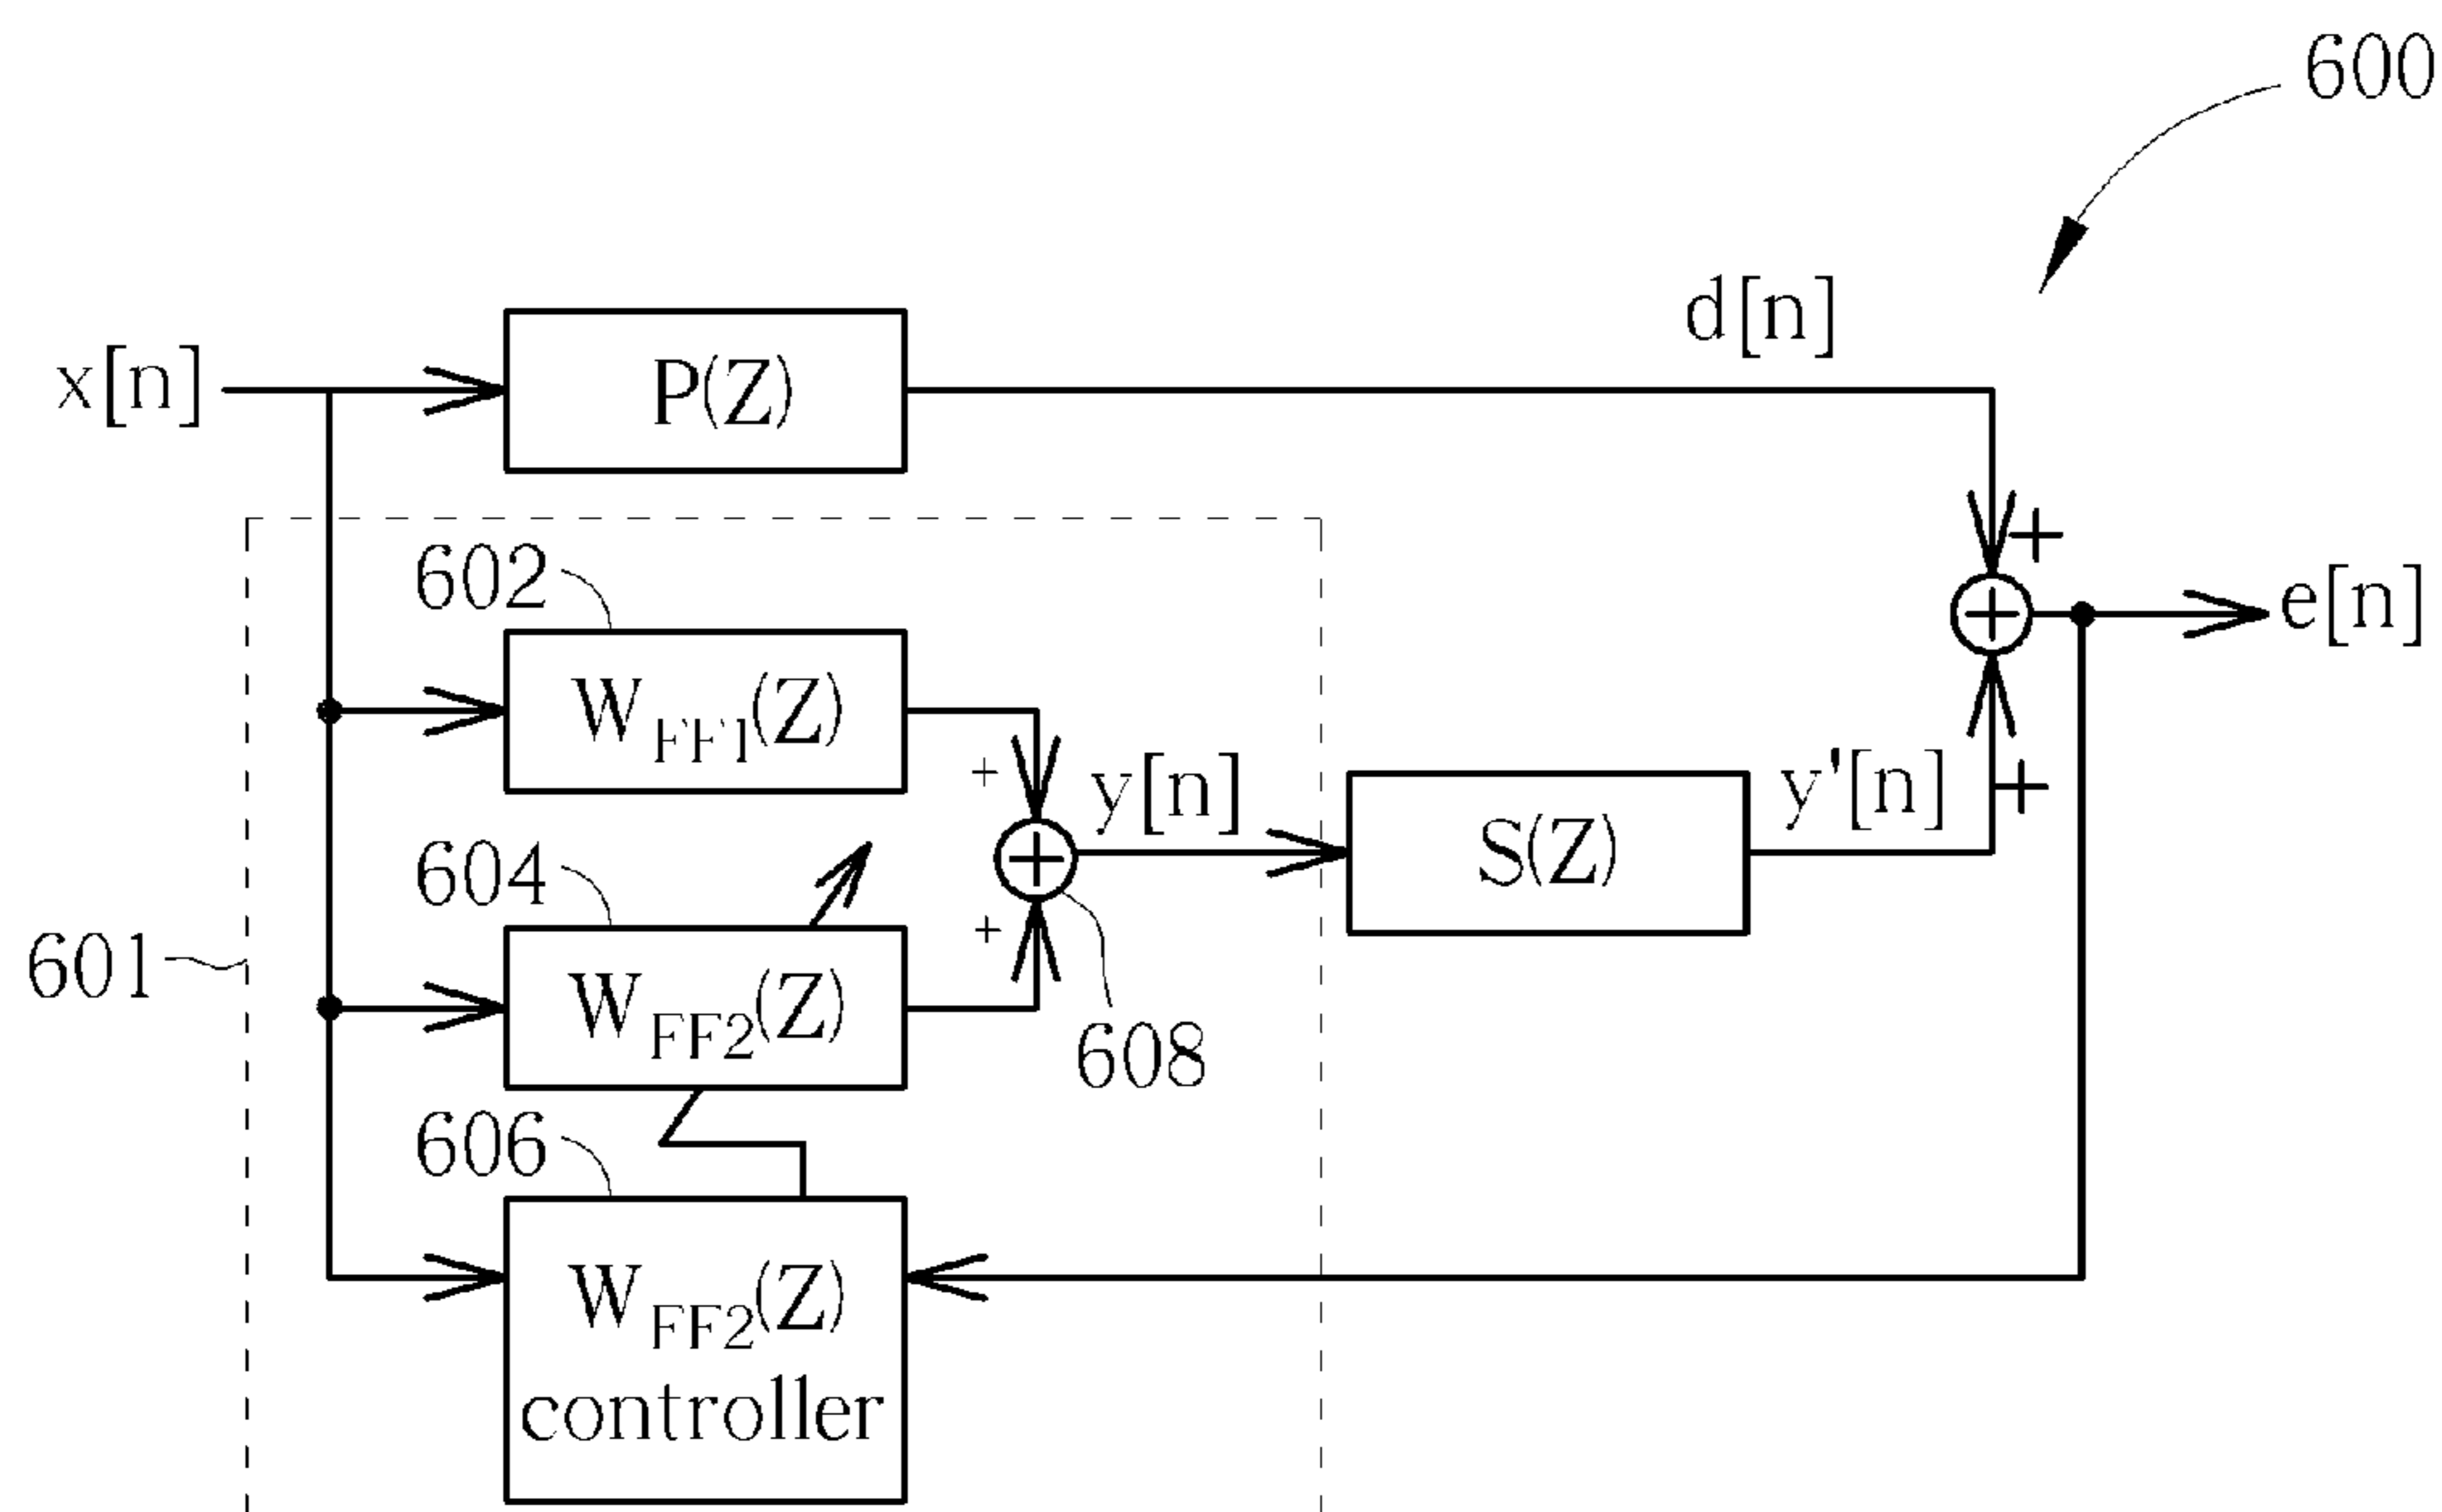 600
d[n]
x[n]
P(Z)
+
602
e[n]
W_FF1(Z)
+
y[n]
y'[n]
+
604
S(Z)
+
601
W_FF2(Z)
608
606
W_FF2(Z)
controller